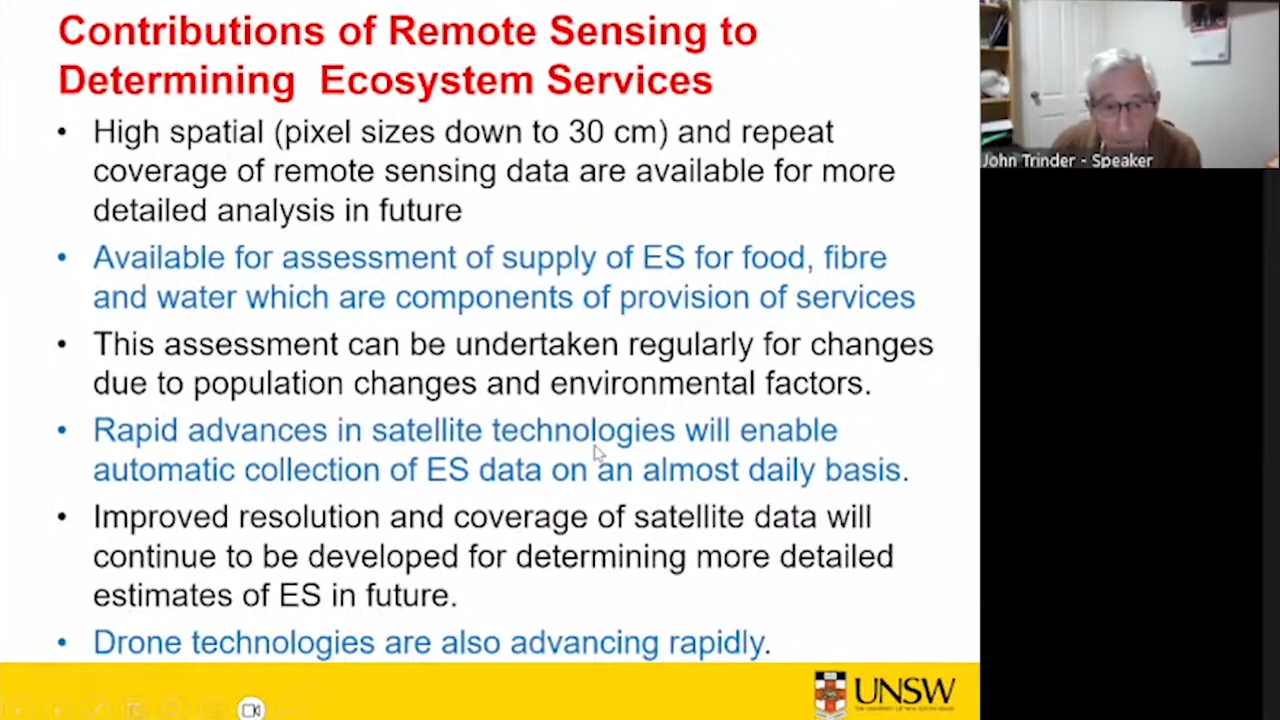 Contributions of Remote Sensing to
Determining Ecosystem Services
• High spatial (pixel sizes down to 30 cm) and repeat
coverage of remote sensing data are available for more
detailed analysis in future
• Available for assessment of supply of ES for food, fibre
and water which are components of provision of services
• This assessment can be undertaken regularly for changes
due to population changes and environmental factors.
• Rapid advances in satellite technologies will enable
automatic collection of ES data on an almost daily basis.
• Improved resolution and coverage of satellite data will
continue to be developed for determining more detailed
estimates of ES in future.
• Drone technologies are also advancing rapidly.
John Trinder - Speaker
UNSW